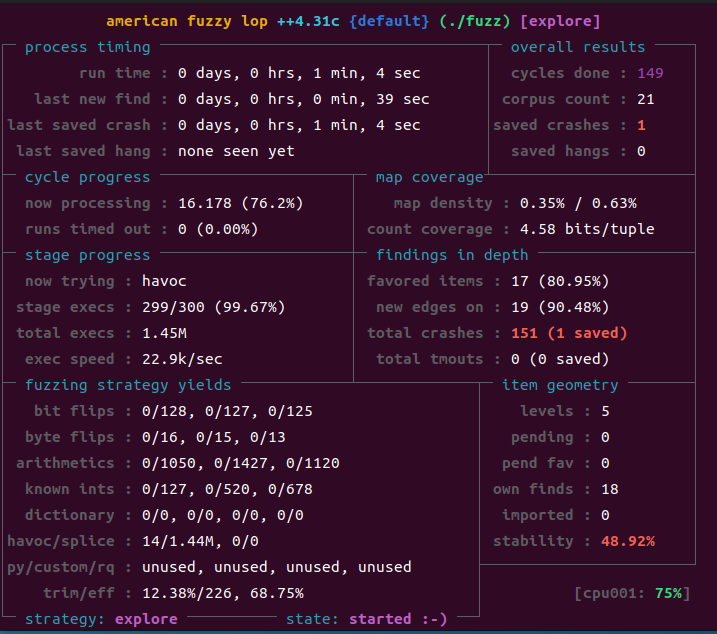 american fuzzy lop ++4.31c {default} (./fuzz) [explore]
process timing overall results
run time : 0 days, 0 hrs, 1 min, 4 sec cycles done : 149
last new find : 0 days, 0 hrs, 0 min, 39 sec corpus count : 21
last saved crash : 0 days, 0 hrs, 1 min, 4 sec saved crashes : 1
last saved hang : none seen yet saved hangs : 0
cycle progress map coverage
now processing : 16.178 (76.2%) map density : 0.35% / 0.63%
runs timed out : 0 (0.00%) count coverage : 4.58 bits/tuple
stage progress findings in depth
now trying : havoc favored items : 17 (80.95%)
stage execs : 299/300 (99.67%) new edges on : 19 (90.48%)
total execs : 1.45M total crashes : 151 (1 saved)
exec speed : 22.9k/sec total tmouts : 0 (0 saved)
fuzzing strategy yields item geometry
bit flips : 0/128, 0/127, 0/125 levels : 5
byte flips : 0/16, 0/15, 0/13 pending : 0
arithmetics : 0/1050, 0/1427, 0/1120 pend fav : 0
known ints : 0/127, 0/520, 0/678 own finds : 18
dictionary : 0/0, 0/0, 0/0, 0/0 imported : 0
havoc/splice : 14/1.44M, 0/0 stability : 48.92%
py/custom/rq : unused, unused, unused, unused
trim/eff : 12.38%/226, 68.75% [cpu001: 75%]
strategy: explore state: started :-)